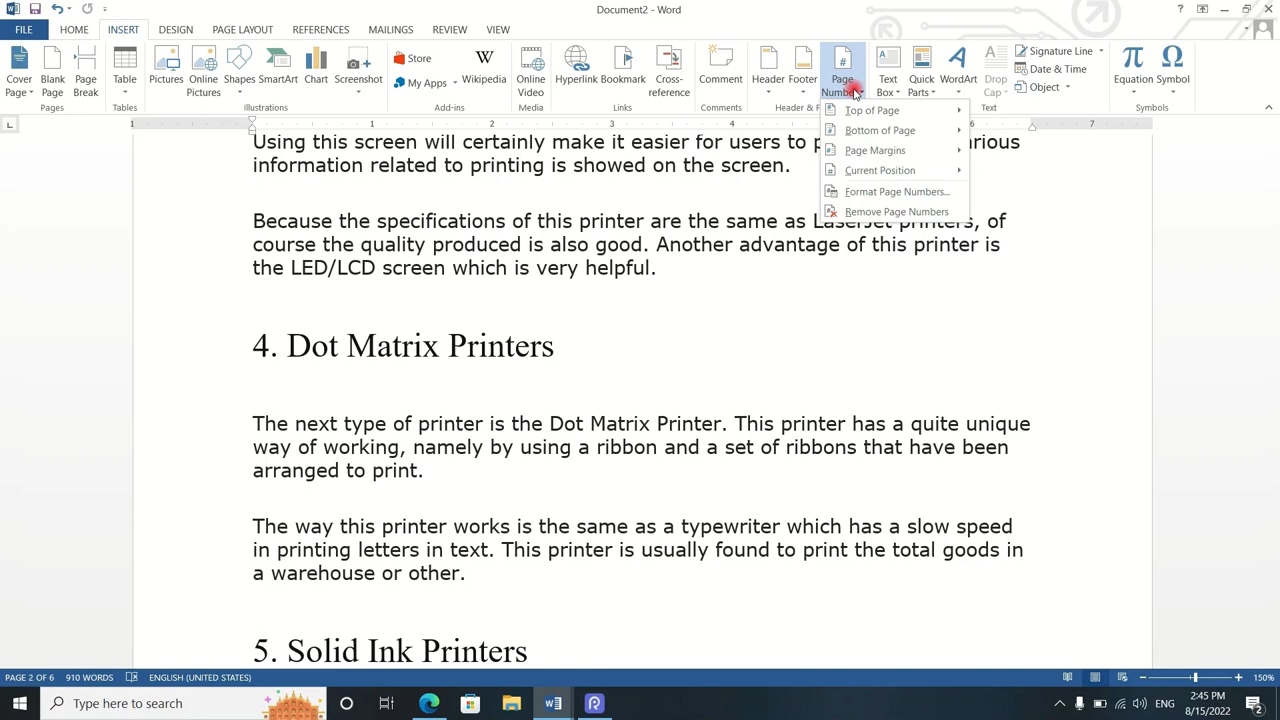 Document2 - Word
FILE HOME INSERT DESIGN PAGE LAYOUT REFERENCES MAILINGS REVIEW VIEW
Cover Page
Blank Page
Page Break
Pages
Table
Tables
Pictures
Online Pictures
Shapes
SmartArt
Chart
Screenshot
Illustrations
Store
My Apps
Wikipedia
Add-ins
Online Video
Media
Hyperlink
Bookmark
Cross-reference
Links
Comment
Comments
Header
Footer
Page
Header & F
Text Box
Quick Parts
WordArt
Drop Cap
Signature Line
Date & Time
Object
Text
Equation
Symbol
Symbols
Top of Page
Bottom of Page
Page Margins
Current Position
Format Page Numbers...
Remove Page Numbers
1 1 2 3 4 7
Using this screen will certainly make it easier for users to p
information related to printing is showed on the screen.
Because the specifications of this printer are the same as LaserJet printers, of
course the quality produced is also good. Another advantage of this printer is
the LED/LCD screen which is very helpful.
4. Dot Matrix Printers
The next type of printer is the Dot Matrix Printer. This printer has a quite unique
way of working, namely by using a ribbon and a set of ribbons that have been
arranged to print.
The way this printer works is the same as a typewriter which has a slow speed
in printing letters in text. This printer is usually found to print the total goods in
a warehouse or other.
5. Solid Ink Printers
PAGE 2 OF 6 910 WORDS ENGLISH (UNITED STATES) 150%
Type here to search
ENG
2:45 PM
8/15/2022
2